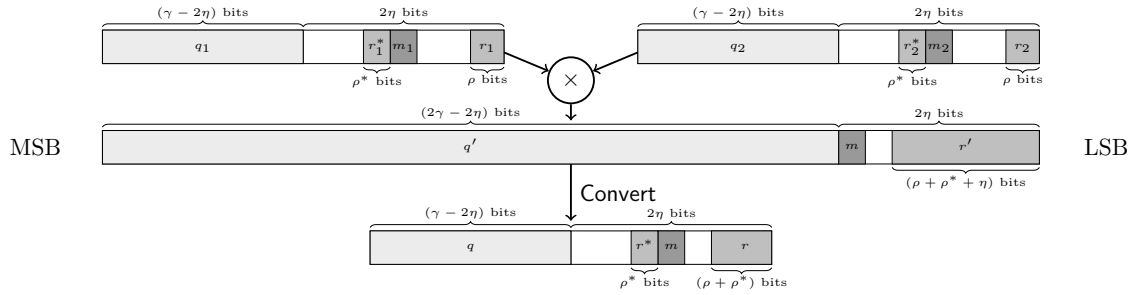 (γ − 2η) bits 2η bits (γ − 2η) bits 2η bits
q₁ r₁* m₁ r₁ q₂ r₂* m₂ r₂
ρ* bits ρ bits × ρ* bits ρ bits
(2γ − 2η) bits 2η bits
MSB q′ m r′ LSB
(ρ + ρ* + η) bits
Convert
(γ − 2η) bits 2η bits
q r* m r
ρ* bits (ρ + ρ*) bits